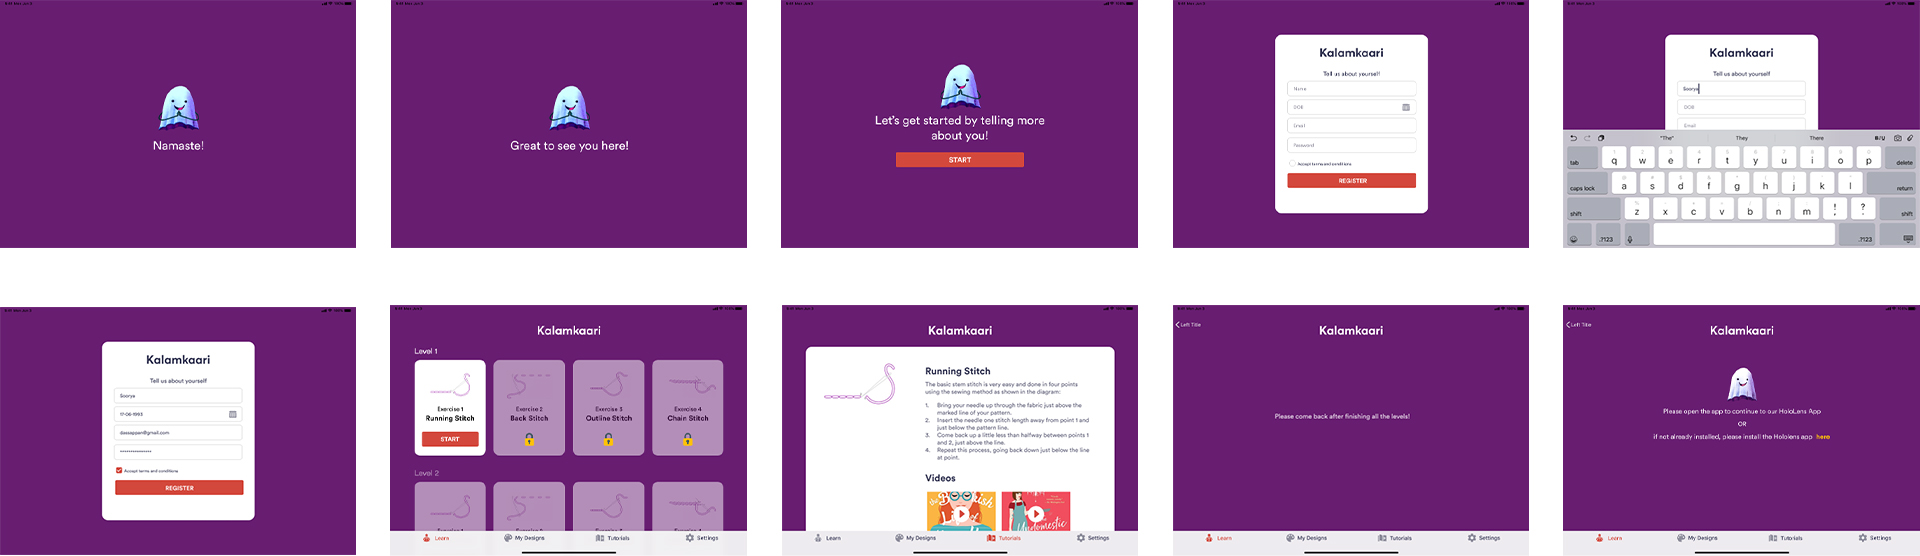 Namaste!
Great to see you here!
Let's get started by telling more
about you!
START
Kalamkaari
Tell us about yourself
Name
DOB
Email
Password
Accept terms and conditions
REGISTER
Kalamkaari
Tell us about yourself
Soorya
DOB
Email
"The" They There B/U
tab q w e r t y u i o p delete
caps lock a s d f g h j k l return
shift z x c v b n m ! , ? . shift
.?123 .?123
Kalamkaari
Tell us about yourself
Soorya
17-06-1993
dassappan@gmail.com
****************
Accept terms and conditions
REGISTER
Kalamkaari
Level 1
Exercise 1
Running Stitch
START
Exercise 2
Back Stitch
Exercise 3
Outline Stitch
Exercise 4
Chain Stitch
Level 2
Learn My Designs Tutorials Settings
Kalamkaari
Running Stitch
The basic stem stitch is very easy and done in four points
using the sewing method as shown in the diagram:
1. Bring your needle up through the fabric just above the
marked line of your pattern.
2. Insert the needle one stitch length away from point 1 and
just below the pattern line.
3. Come back up a little less than halfway between points 1
and 2, just above the line.
4. Repeat this process, going back down just below the line
at point.
Videos
Learn My Designs Tutorials Settings
Left Title
Kalamkaari
Please come back after finishing all the levels!
Learn My Designs Tutorials Settings
Left Title
Kalamkaari
Please open the app to continue to our HoloLens App
OR
if not already installed, please install the Hololens app here
Learn My Designs Tutorials Settings